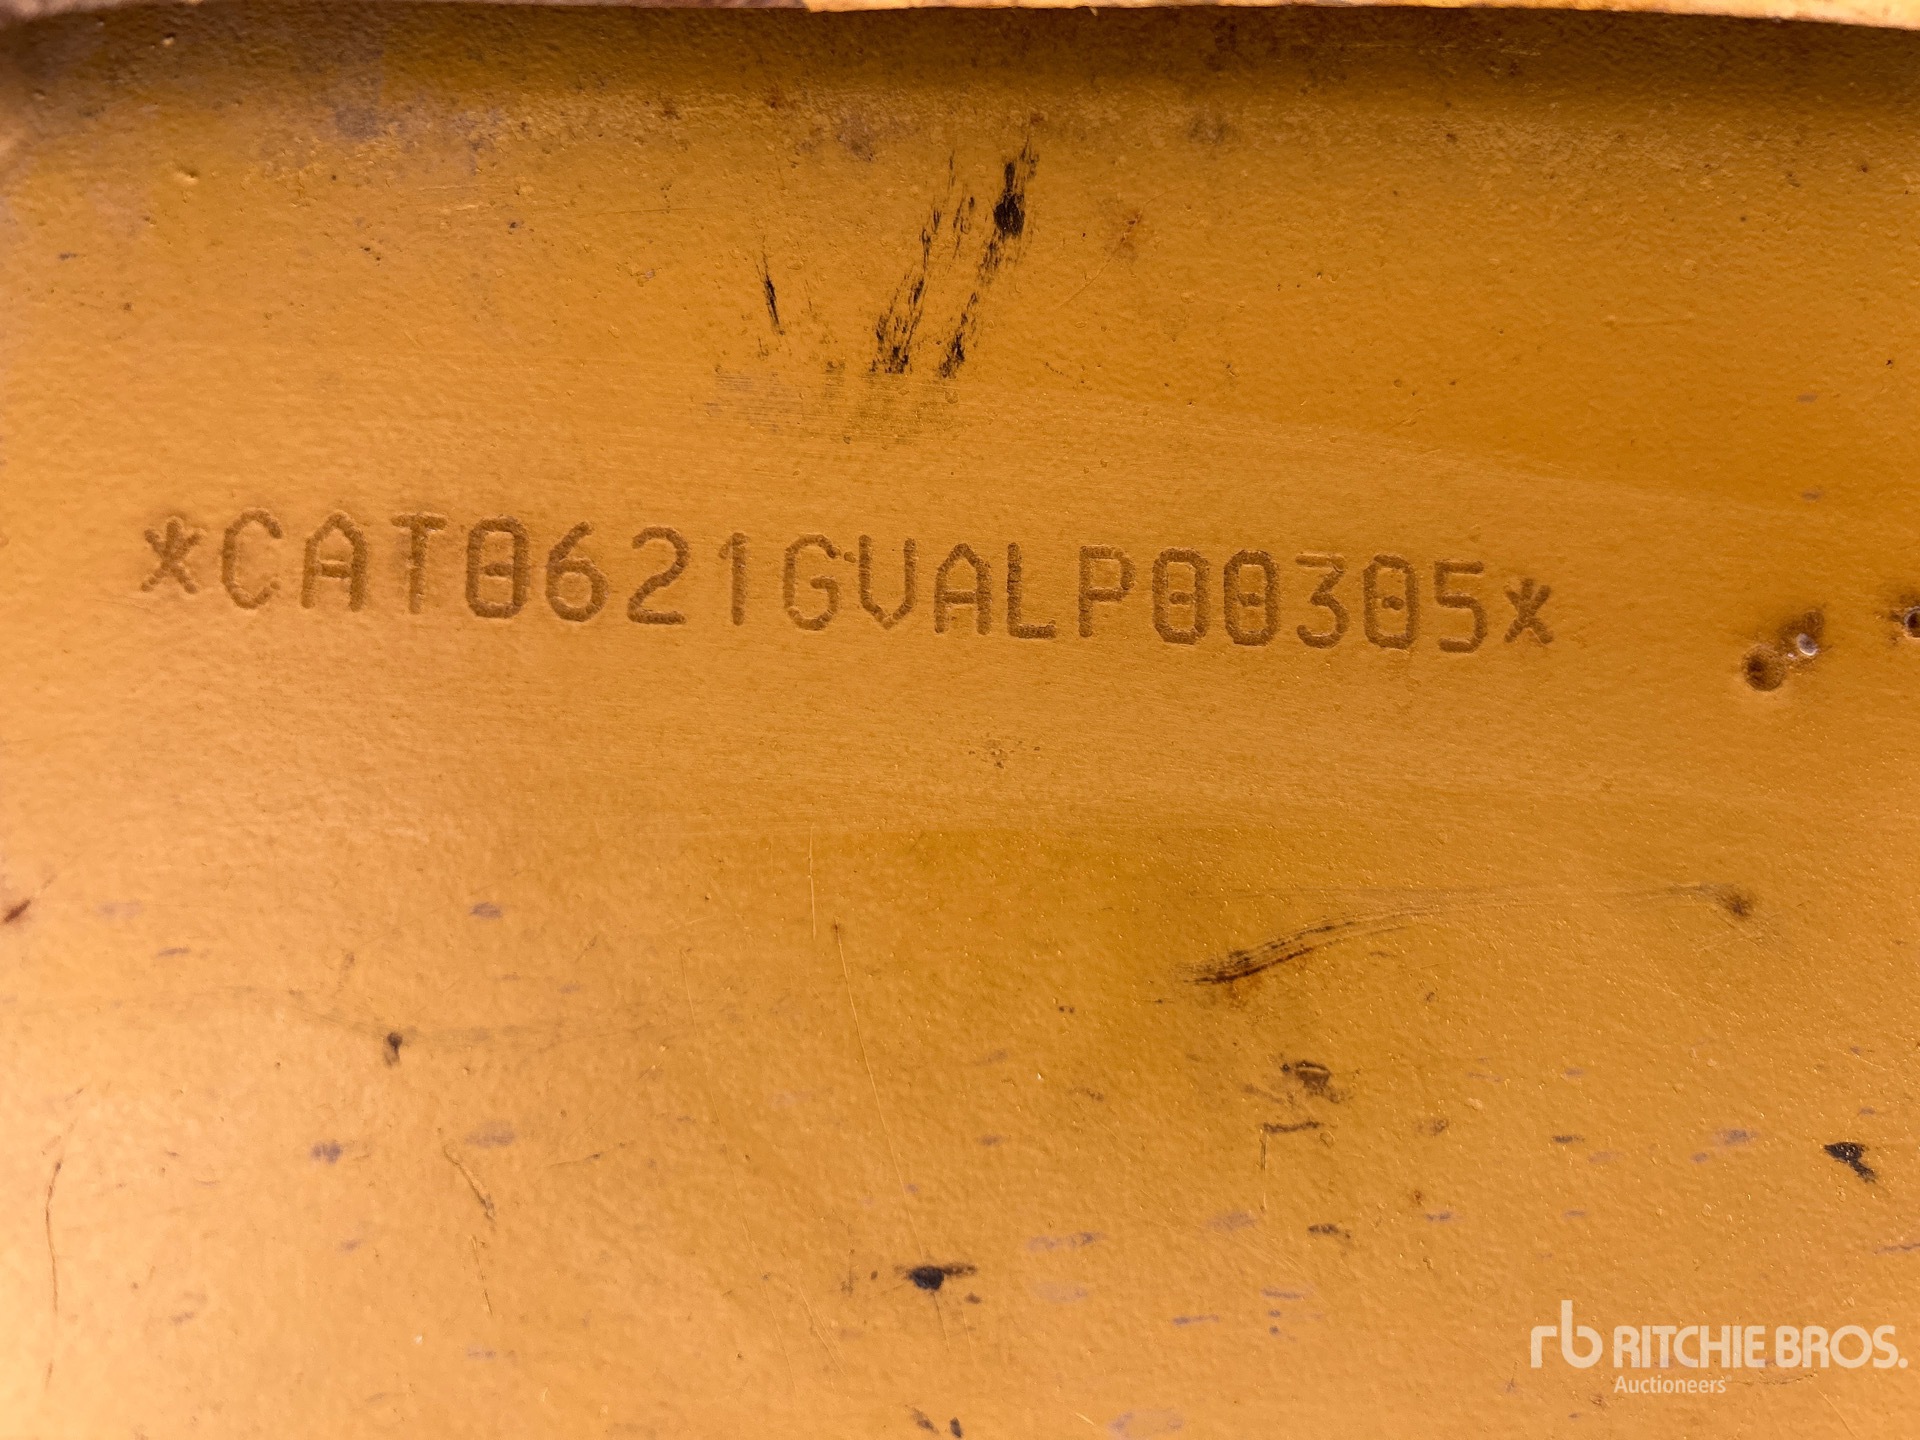 *CAT0621GVALP00305*
rb RITCHIE BROS.
Auctioneers